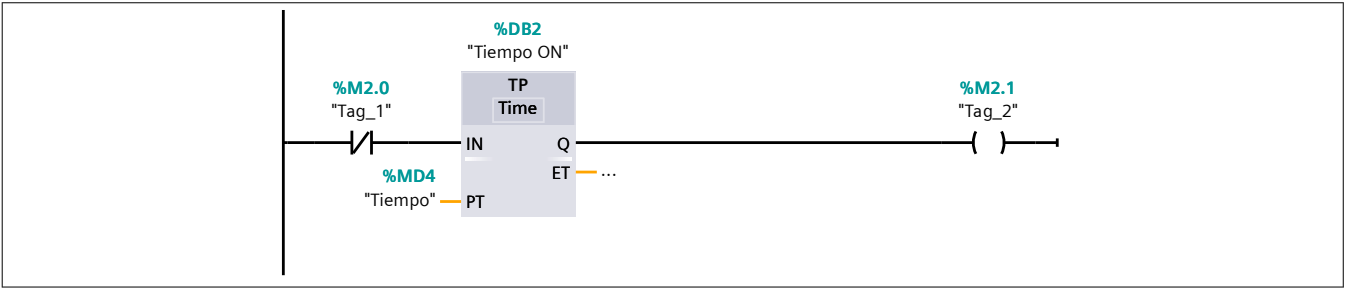 %DB2
"Tiempo ON"
%M2.0
"Tag_1"
TP
Time
%M2.1
"Tag_2"
IN
Q
ET
...
%MD4
"Tiempo"
PT